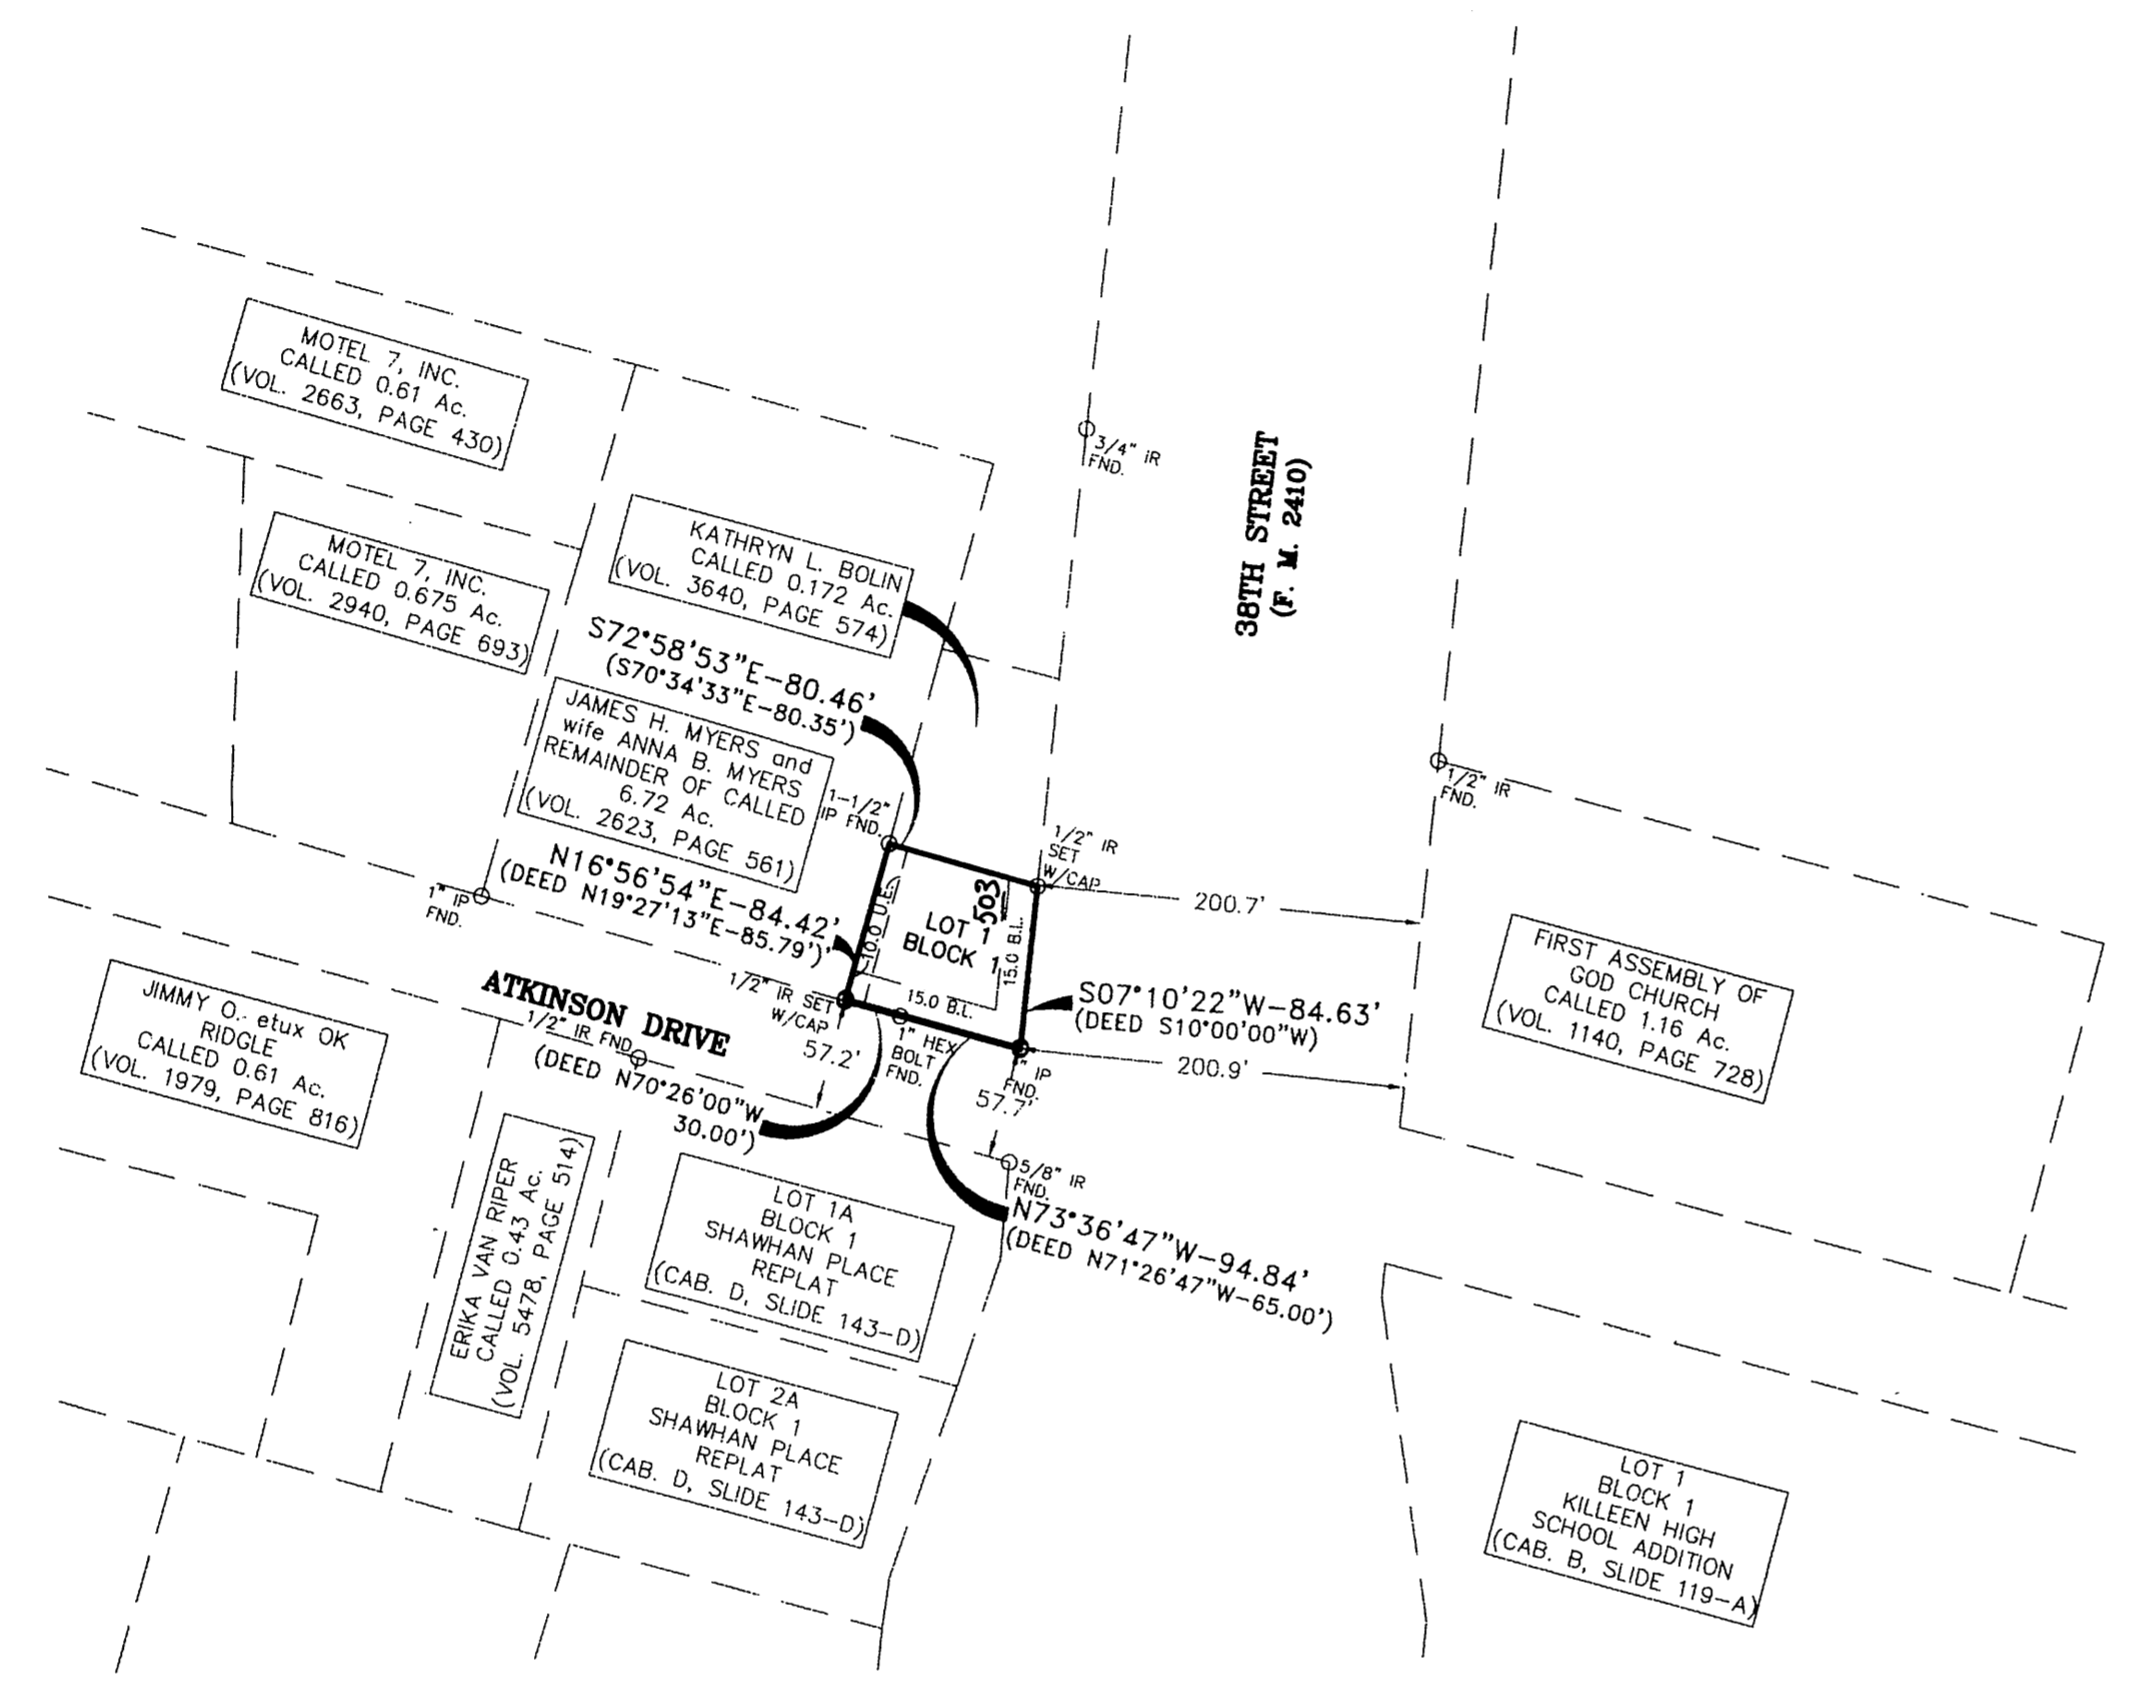 MOTEL 7, INC.
CALLED 0.61 Ac.
(VOL. 2663, PAGE 430)
3/4" IR
FND.
38TH STREET
(F. M. 2410)
MOTEL 7, INC.
CALLED 0.675 Ac.
(VOL. 2940, PAGE 693)
KATHRYN L. BOLIN
CALLED 0.172 Ac.
(VOL. 3640, PAGE 574)
S72°58'53"E-80.46'
(S70°34'33"E-80.35')
JAMES H. MYERS and
wife ANNA B. MYERS
REMAINDER OF CALLED
6.72 Ac.
(VOL. 2623, PAGE 561)
1-1/2"
IP FND.
1/2" IR
FND.
1/2" IR
SET
W/CAP
N16°56'54"E-84.42'
(DEED N19°27'13"E-85.79')'
1" IP
FND.
10.0 U.E.
LOT 1
BLOCK 1
503
15.0 B.L.
15.0 B.L.
200.7'
FIRST ASSEMBLY OF
GOD CHURCH
CALLED 1.16 Ac.
(VOL. 1140, PAGE 728)
S07°10'22"W-84.63'
(DEED S10°00'00"W)
200.9'
1/2" IR SET
W/CAP
57.2'
1" HEX
BOLT
FND.
1" IP
FND.
57.7'
ATKINSON DRIVE
1/2" IR FND.
(DEED N70°26'00"W
30.00')
JIMMY O. etux OK
RIDGLE
CALLED 0.61 Ac.
(VOL. 1979, PAGE 816)
5/8" IR
FND.
N73°36'47"W-94.84'
(DEED N71°26'47"W-65.00')
ERIKA VAN RIPER
CALLED 0.43 Ac.
(VOL. 5478, PAGE 514)
LOT 1A
BLOCK 1
SHAWHAN PLACE
REPLAT
(CAB. D, SLIDE 143-D)
LOT 2A
BLOCK 1
SHAWHAN PLACE
REPLAT
(CAB. D, SLIDE 143-D)
LOT 1
BLOCK 1
KILLEEN HIGH
SCHOOL ADDITION
(CAB. B, SLIDE 119-A)